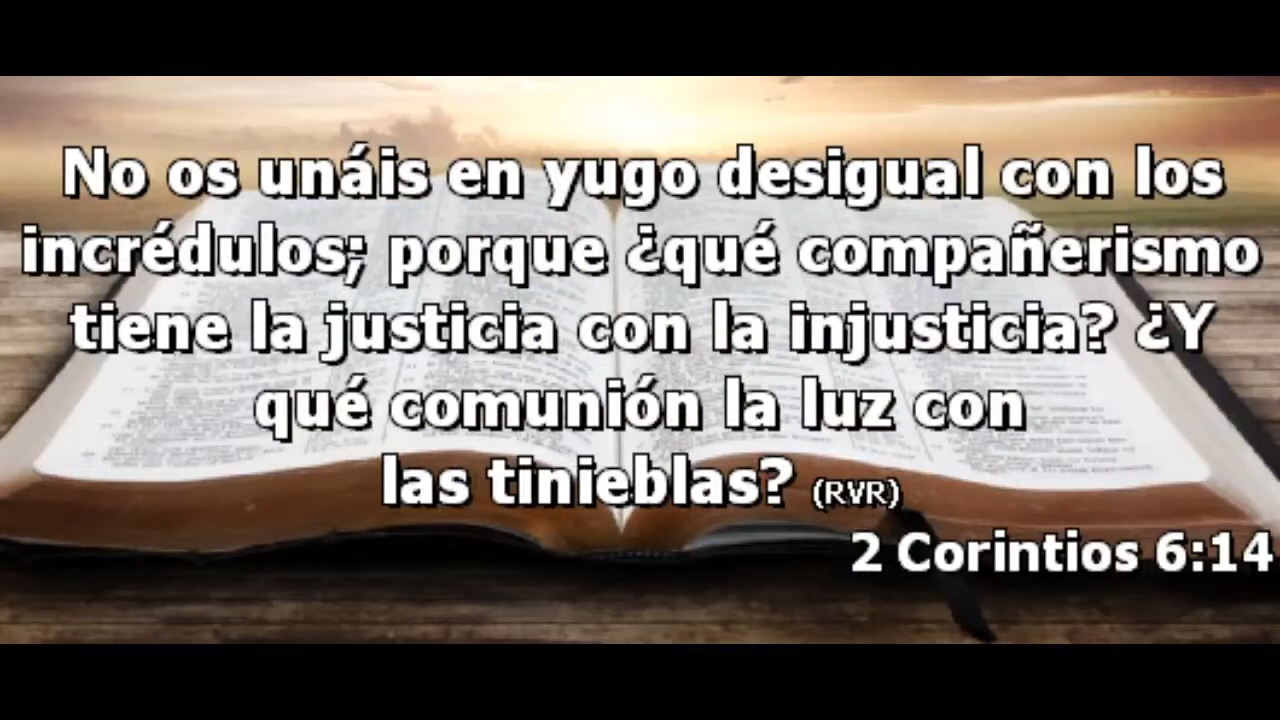 No os unáis en yugo desigual con los
incrédulos; porque ¿qué compañerismo
tiene la justicia con la injusticia? ¿Y
qué comunión la luz con
las tinieblas? (RVR)
2 Corintios 6:14